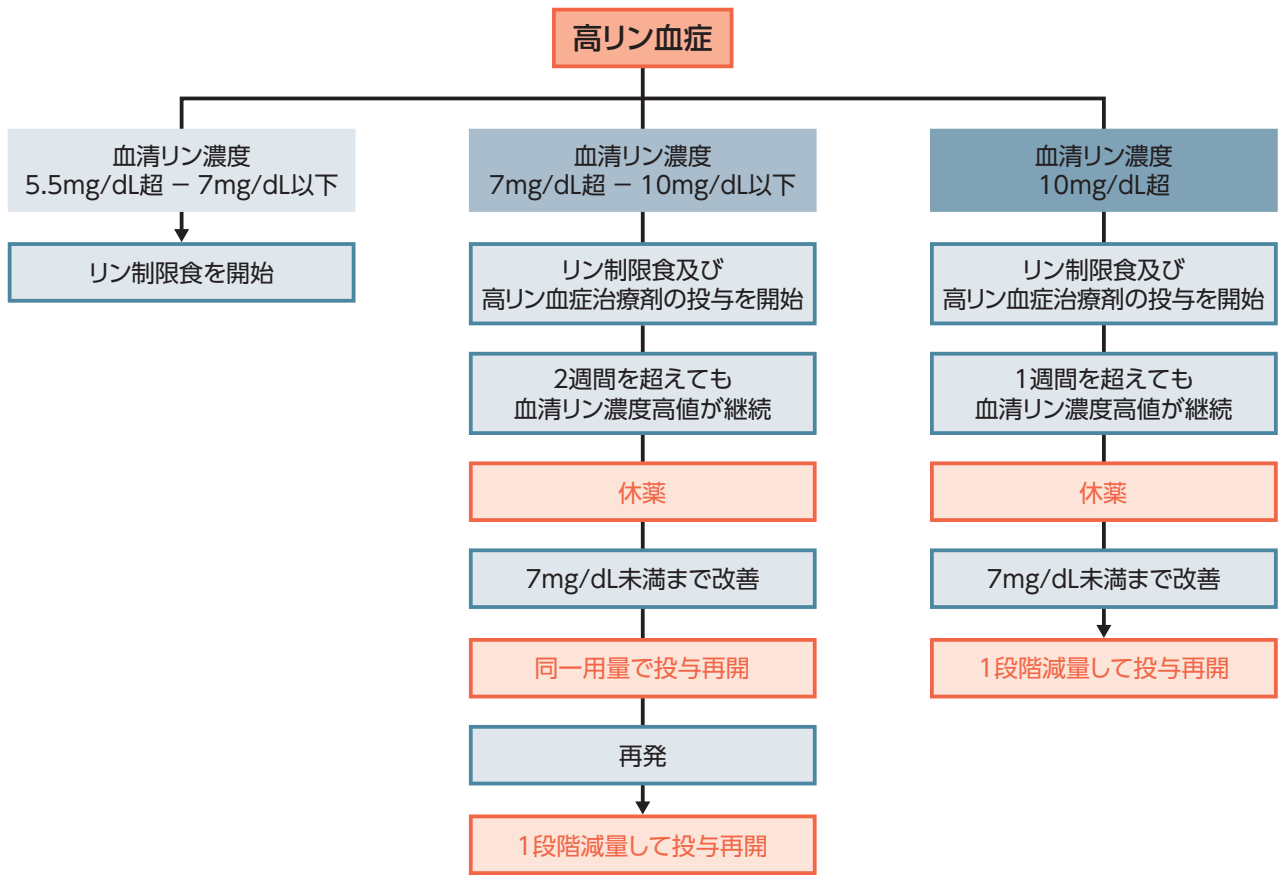 高リン血症
血清リン濃度
5.5mg/dL超 － 7mg/dL以下
リン制限食を開始
血清リン濃度
7mg/dL超 － 10mg/dL以下
リン制限食及び
高リン血症治療剤の投与を開始
2週間を超えても
血清リン濃度高値が継続
休薬
7mg/dL未満まで改善
同一用量で投与再開
再発
1段階減量して投与再開
血清リン濃度
10mg/dL超
リン制限食及び
高リン血症治療剤の投与を開始
1週間を超えても
血清リン濃度高値が継続
休薬
7mg/dL未満まで改善
1段階減量して投与再開